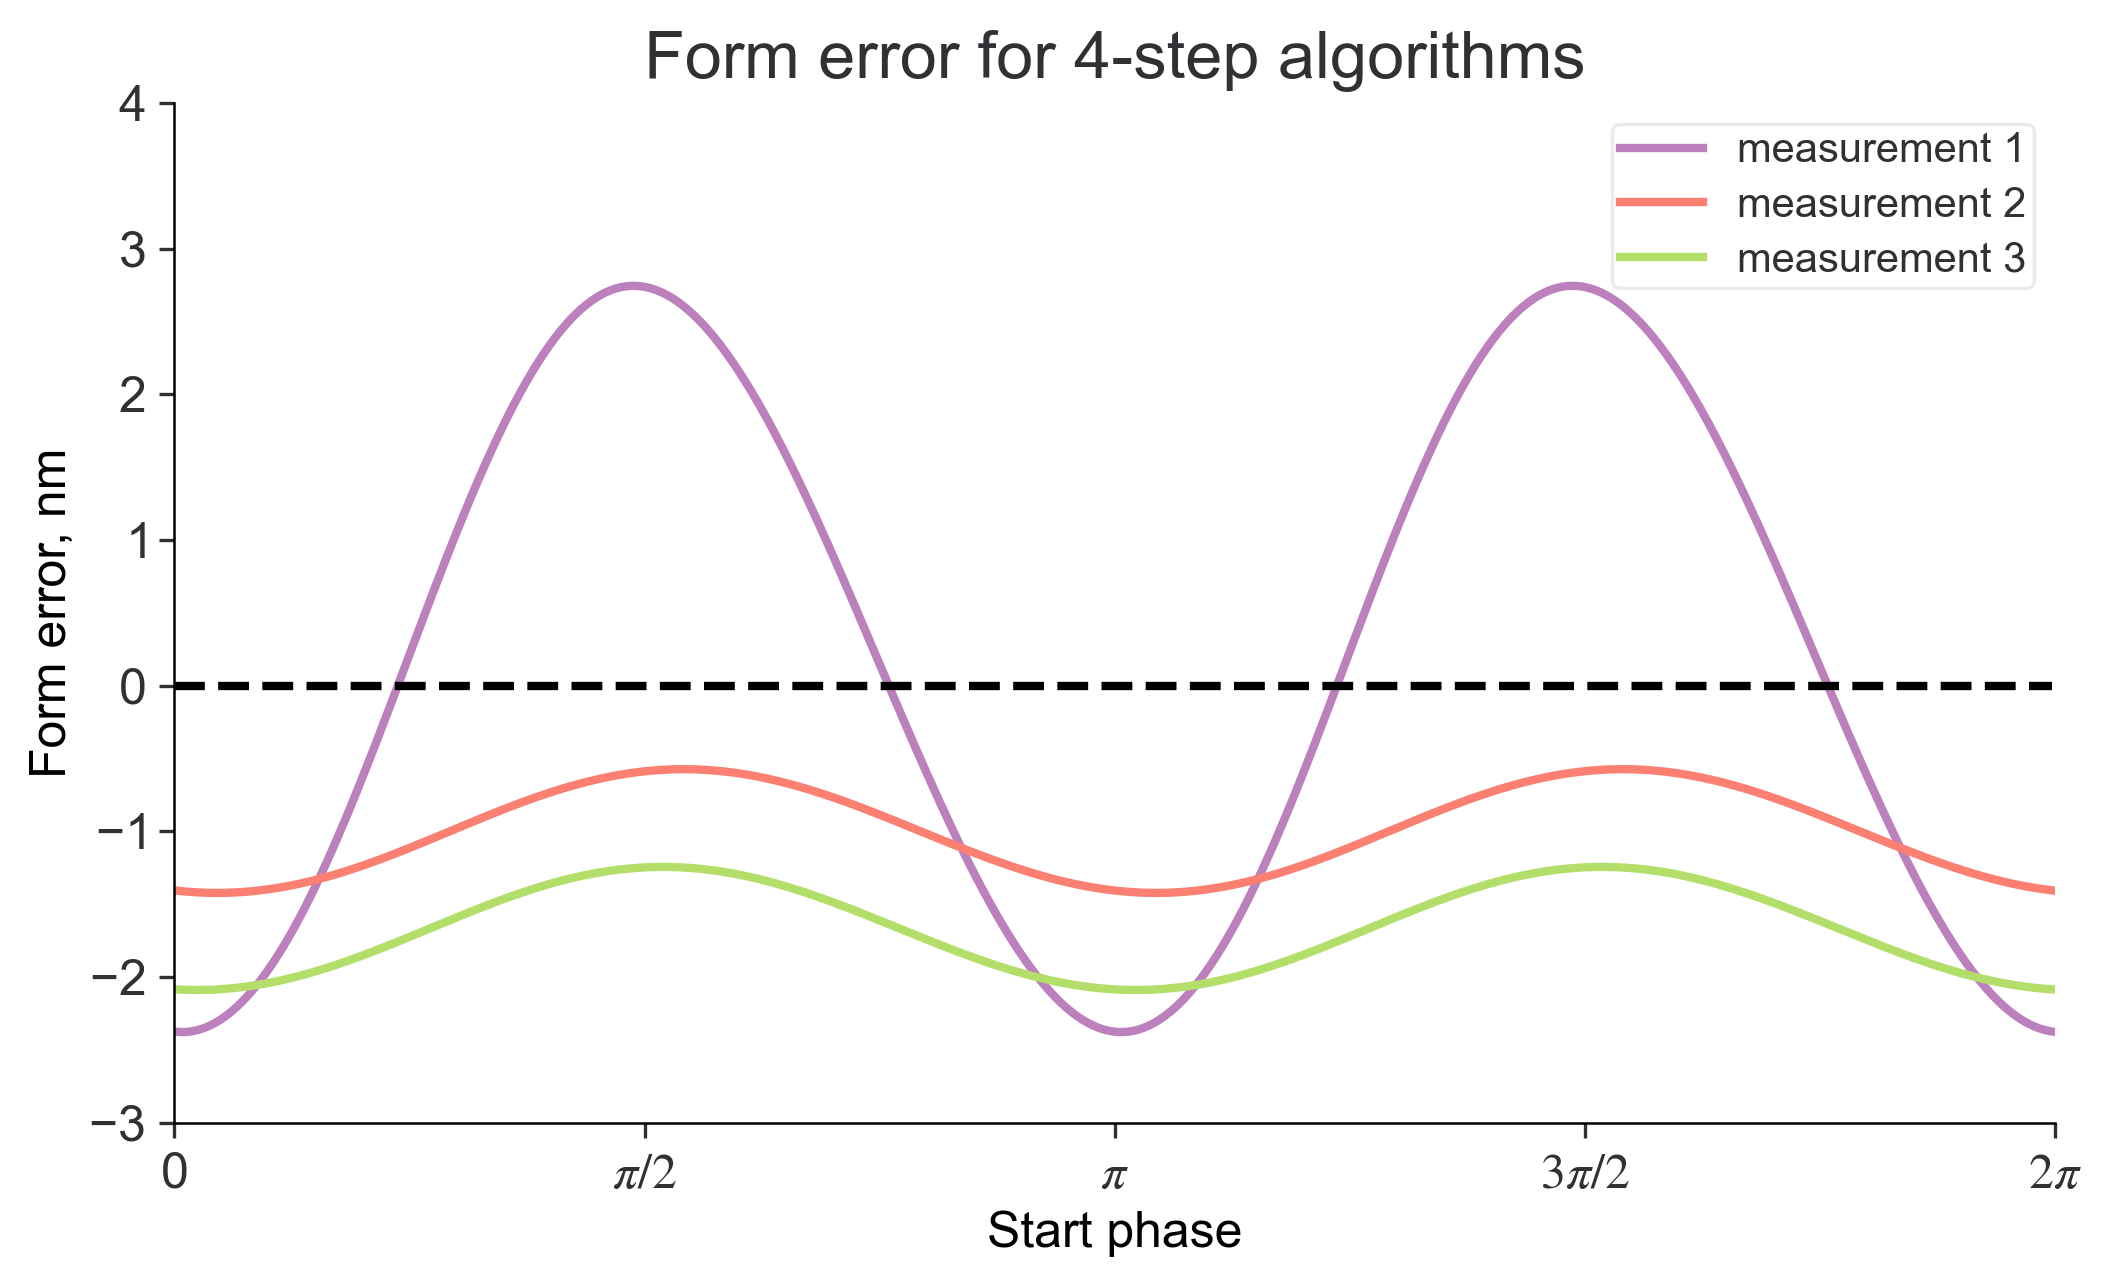 Form error for 4-step algorithms
4
3
2
1
0
−1
−2
−3
Form error, nm
measurement 1
measurement 2
measurement 3
0
π/2
π
3π/2
2π
Start phase